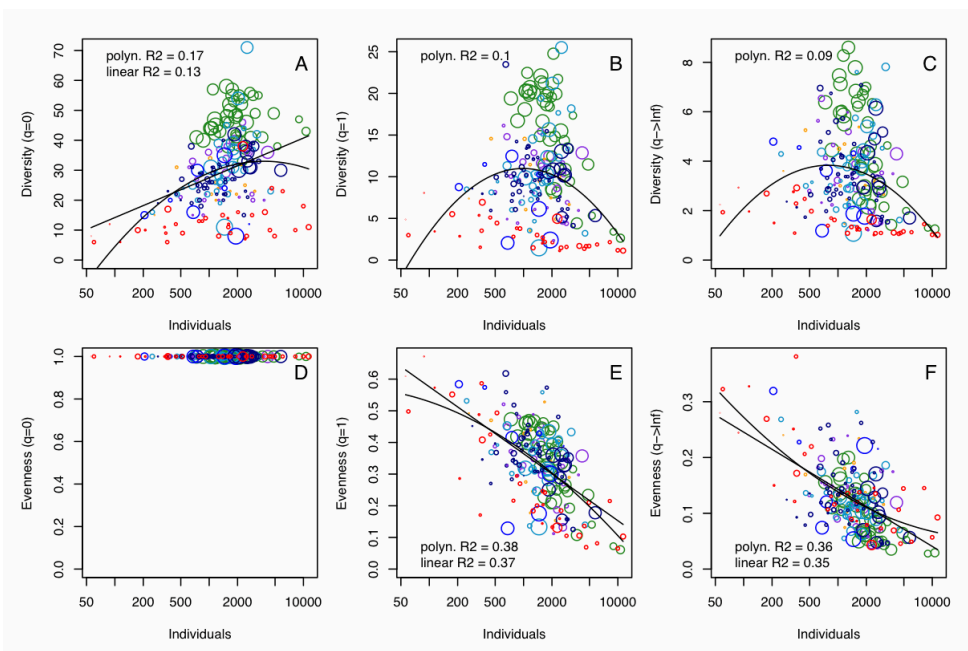 polyn. R2 = 0.17
linear R2 = 0.13
A
Diversity (q=0)
0 10 20 30 40 50 60 70
50 200 500 2000 10000
Individuals
polyn. R2 = 0.1
B
Diversity (q=1)
0 5 10 15 20 25
50 200 500 2000 10000
Individuals
polyn. R2 = 0.09
C
Diversity (q->Inf)
0 2 4 6 8
50 200 500 2000 10000
Individuals
D
Evenness (q=0)
0.0 0.2 0.4 0.6 0.8 1.0
50 200 500 2000 10000
Individuals
E
Evenness (q=1)
0.0 0.1 0.2 0.3 0.4 0.5 0.6
polyn. R2 = 0.38
linear R2 = 0.37
50 200 500 2000 10000
Individuals
F
Evenness (q->Inf)
0.0 0.1 0.2 0.3
polyn. R2 = 0.36
linear R2 = 0.35
50 200 500 2000 10000
Individuals